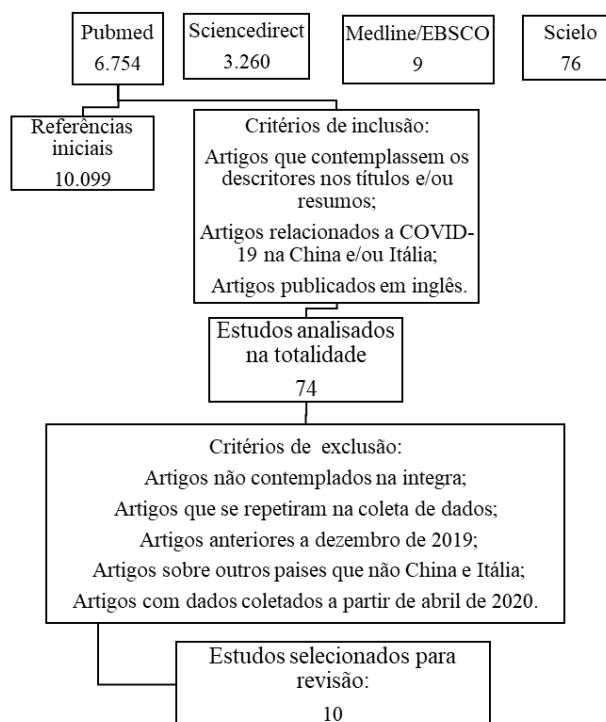 Pubmed
6.754
Sciencedirect
3.260
Medline/EBSCO
9
Scielo
76
Referências
iniciais
10.099
Critérios de inclusão:
Artigos que contemplassem os
descritores nos títulos e/ou
resumos;
Artigos relacionados a COVID-
19 na China e/ou Itália;
Artigos publicados em inglês.
Estudos analisados
na totalidade
74
Critérios de exclusão:
Artigos não contemplados na integra;
Artigos que se repetiram na coleta de dados;
Artigos anteriores a dezembro de 2019;
Artigos sobre outros paises que não China e Itália;
Artigos com dados coletados a partir de abril de 2020.
Estudos selecionados para
revisão:
10